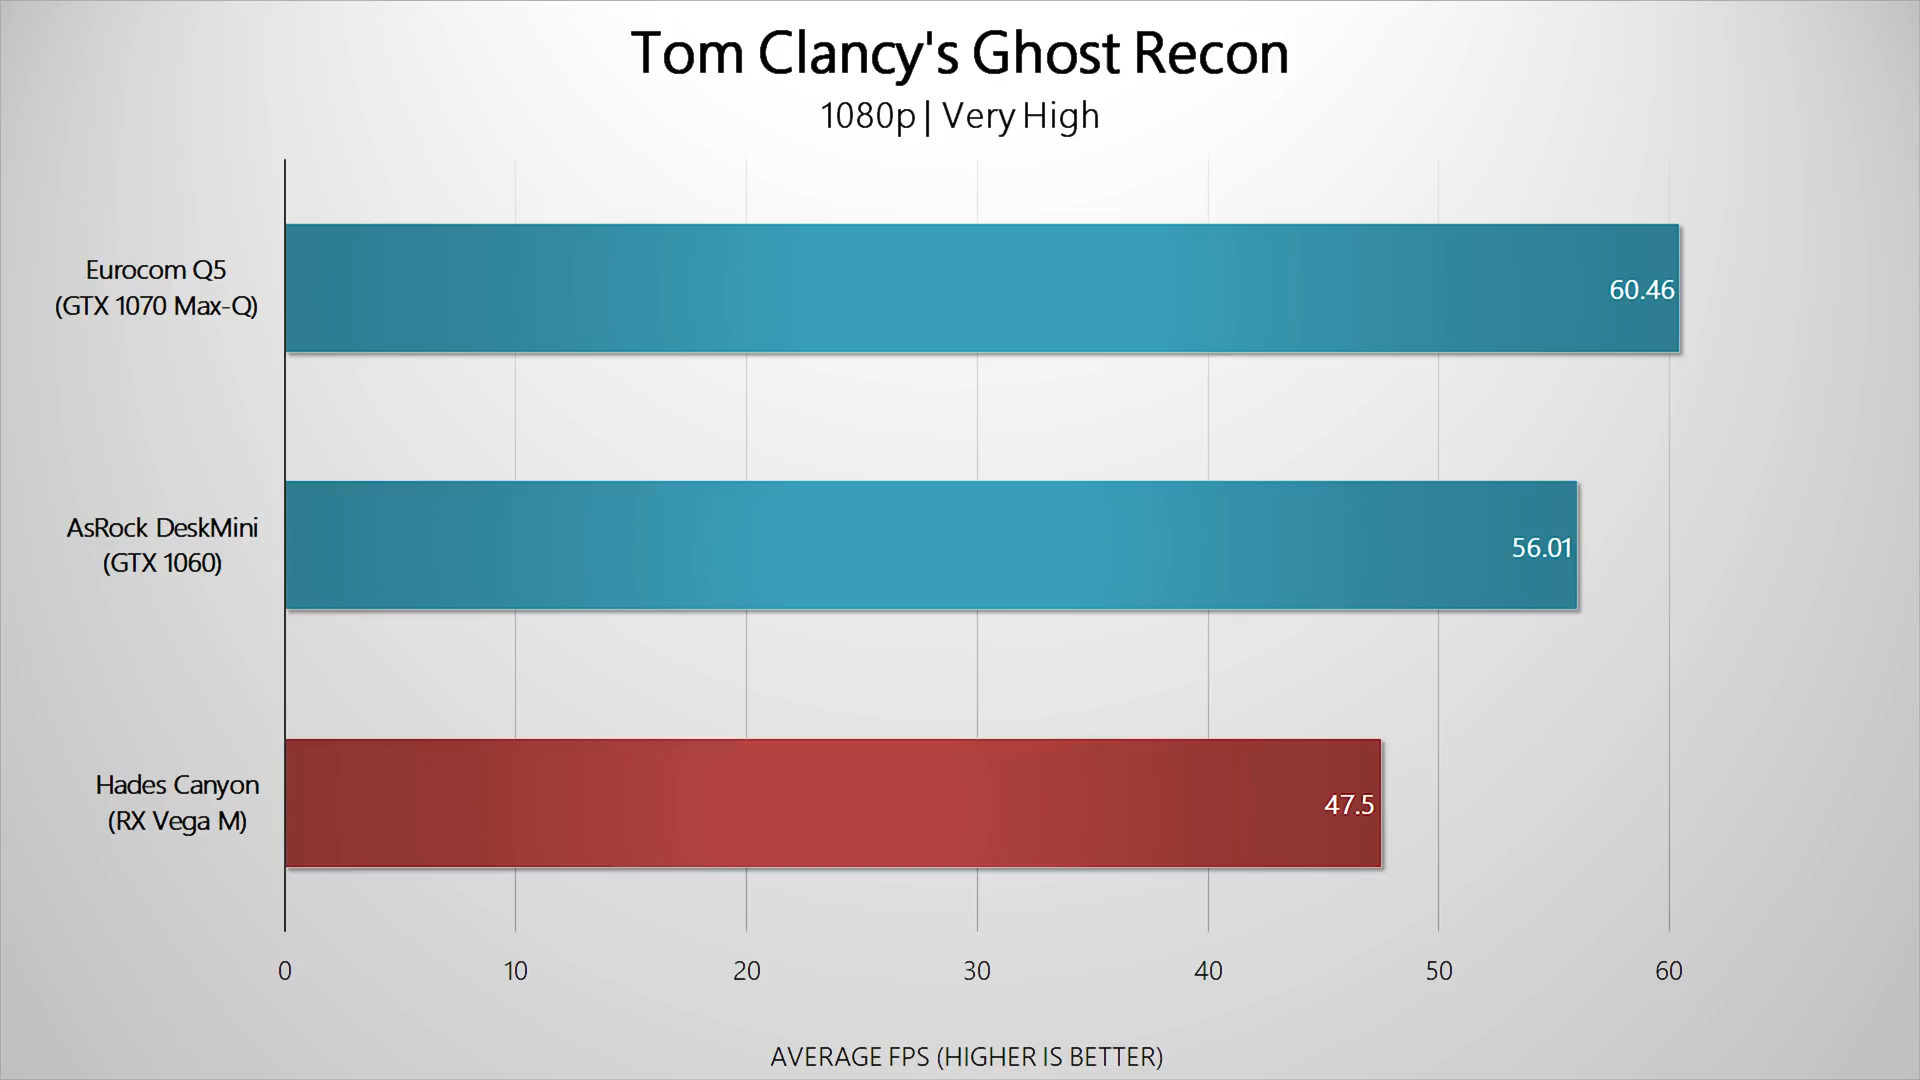 Tom Clancy's Ghost Recon
1080p | Very High
Eurocom Q5
(GTX 1070 Max-Q)
60.46
AsRock DeskMini
(GTX 1060)
56.01
Hades Canyon
(RX Vega M)
47.5
0 10 20 30 40 50 60
AVERAGE FPS (HIGHER IS BETTER)